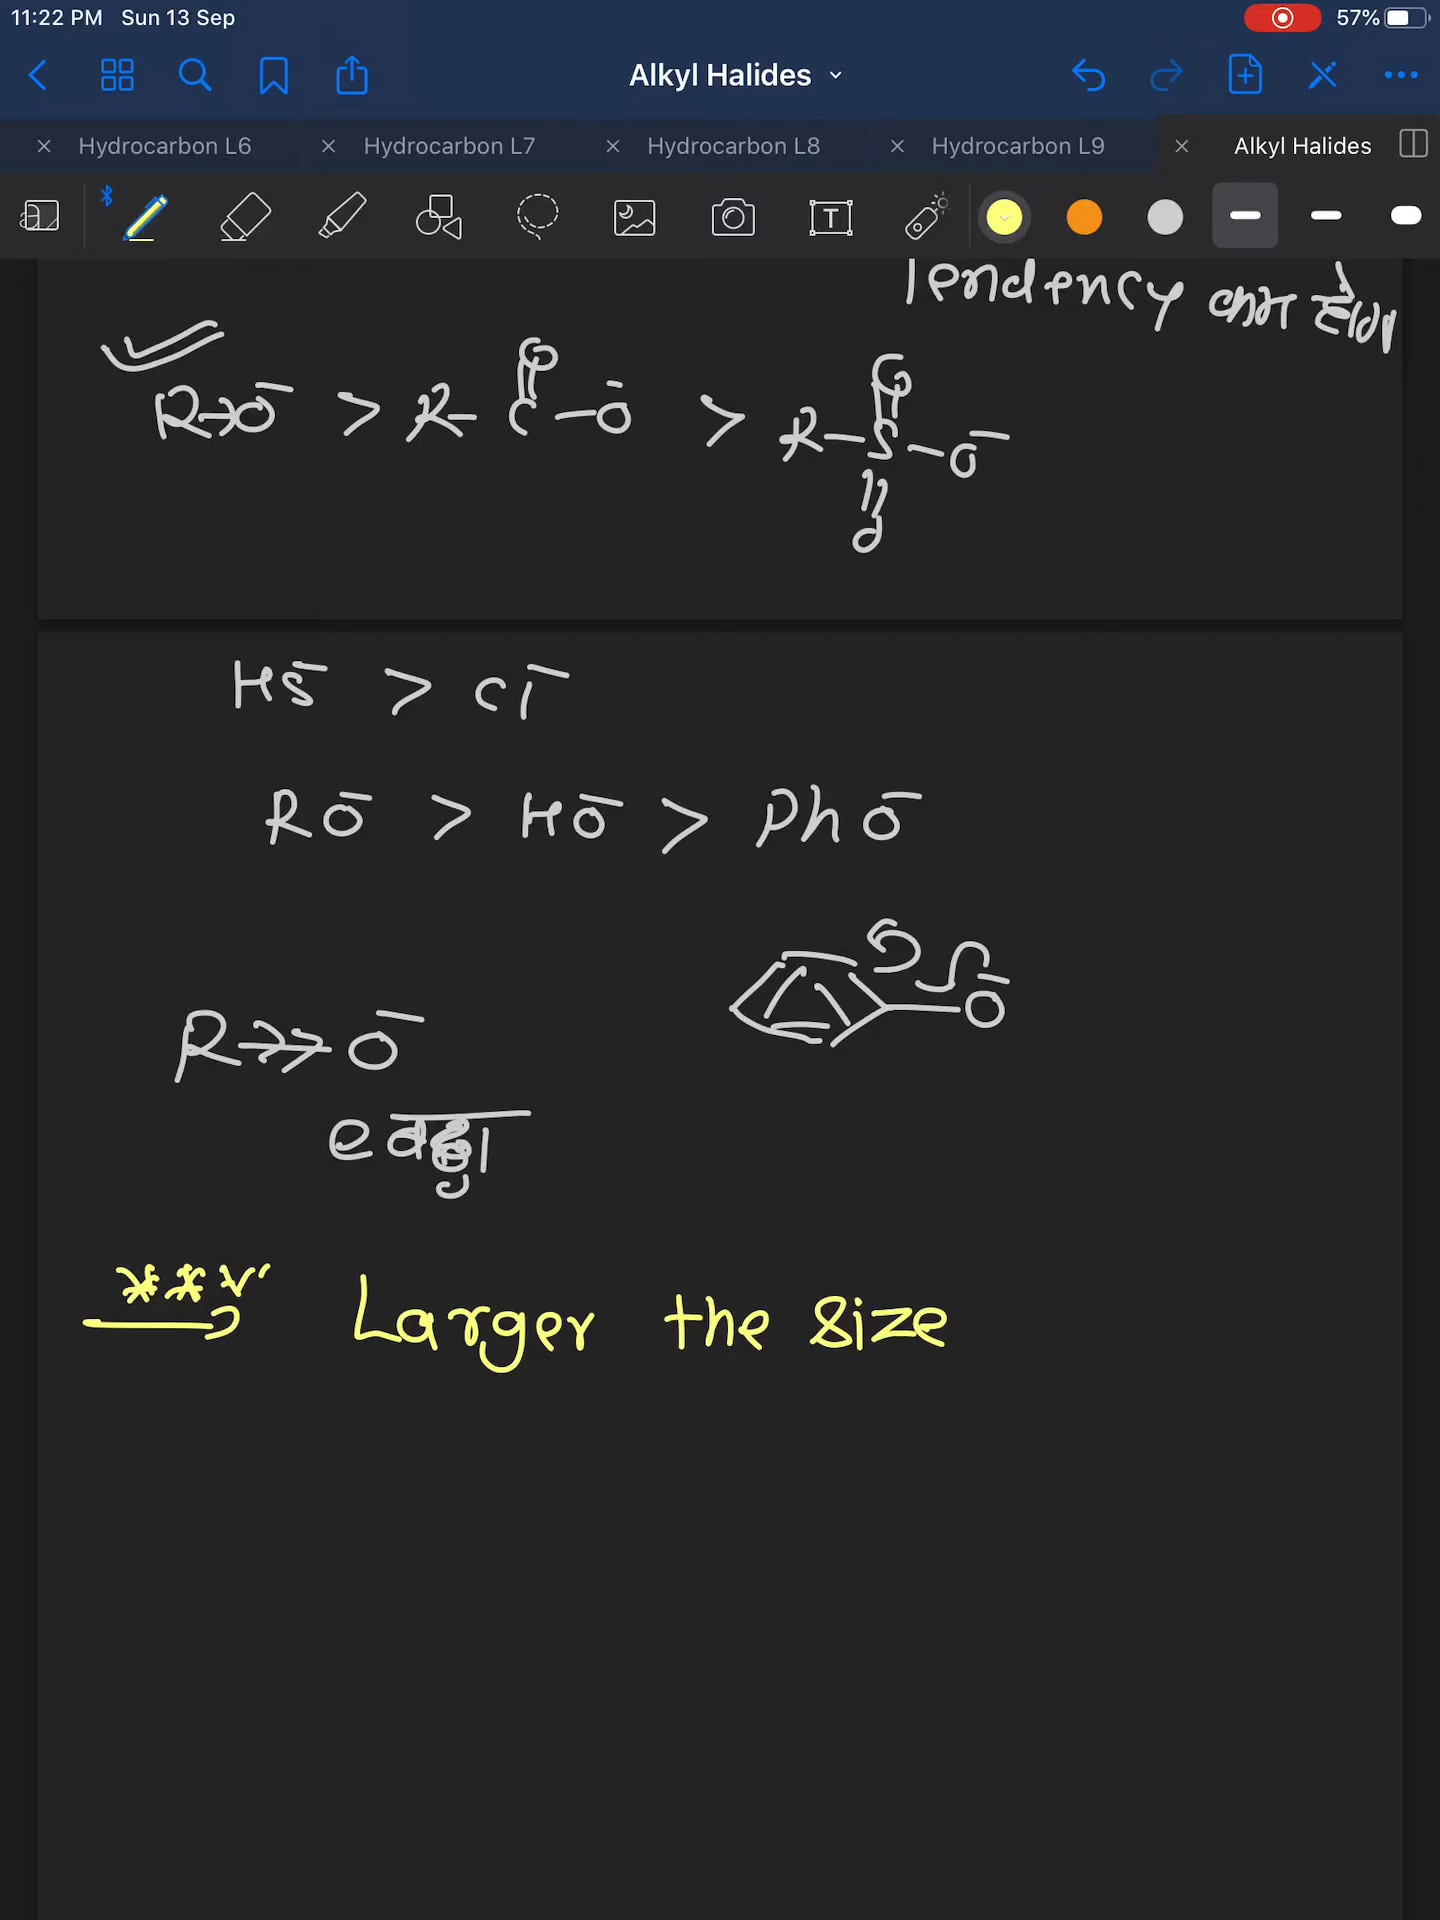 11:22 PM Sun 13 Sep 57%
Alkyl Halides
Hydrocarbon L6 Hydrocarbon L7 Hydrocarbon L8 Hydrocarbon L9 Alkyl Halides
a T
Tendency कम होगी
O O
R→O⁻ > R-C-O⁻ > R-S-O⁻
O
HS⁻ > Cl⁻
RO⁻ > HO⁻ > PhO⁻
O⁻
R→→O⁻
e
*** Larger the size